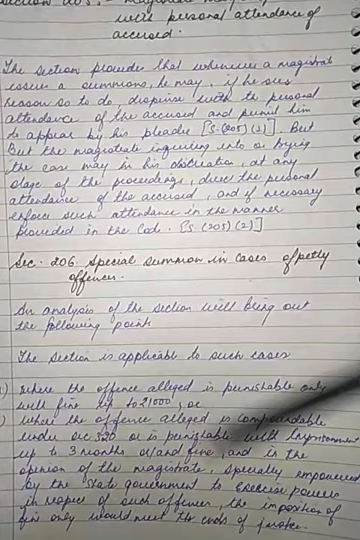 Section 205. - Magistrate may
with personal attendance of
accused.
The section provides that whenever a magistrate
issues a summons, he may, if he sees
reason so to do, dispense with the personal
attendance of the accused and permit him
to appear by his pleader [S.(205)(1)]. But
But the magistrate inquiring into or trying
the case may in his discreation, at any
stage of the proceedings, direct the personal
attendance of the accused, and if necessary
enforce such attendance in the manner
provided in the Cod. [S.(205)(2)]
Sec. 206 Special summon in cases of petty
offences.
An analysis of the section will bring out
the following points
The section is applicable to such cases
1) where the offence alleged is punishable only
with fine up to 1000, or
) where the offence alleged is compoundable
under sec 320 or is punishable with Imprisonment
up to 3 months or/and fine, and is the
opinion of the magistrate, specially empowered
by the State government to Exercise powers
in respect of such offences, the imposition of
fine only would meet the ends of justice.